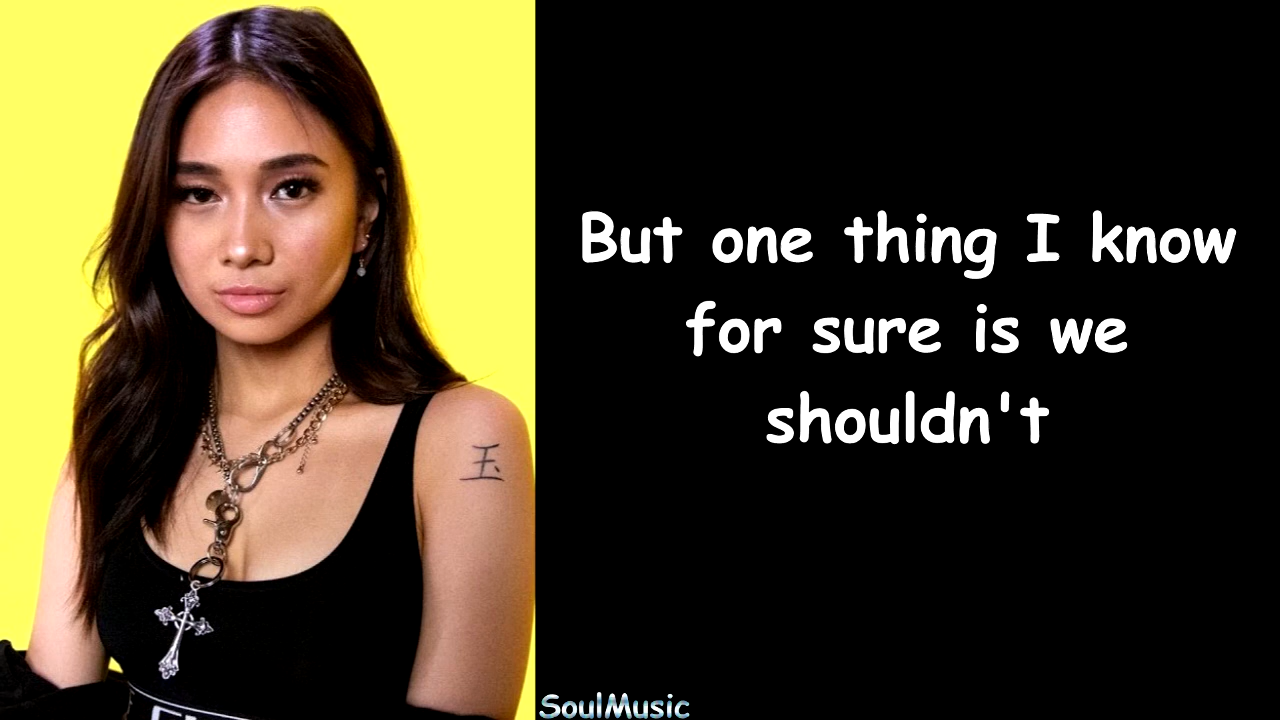 But one thing I know
for sure is we
shouldn't
玉
SoulMusic